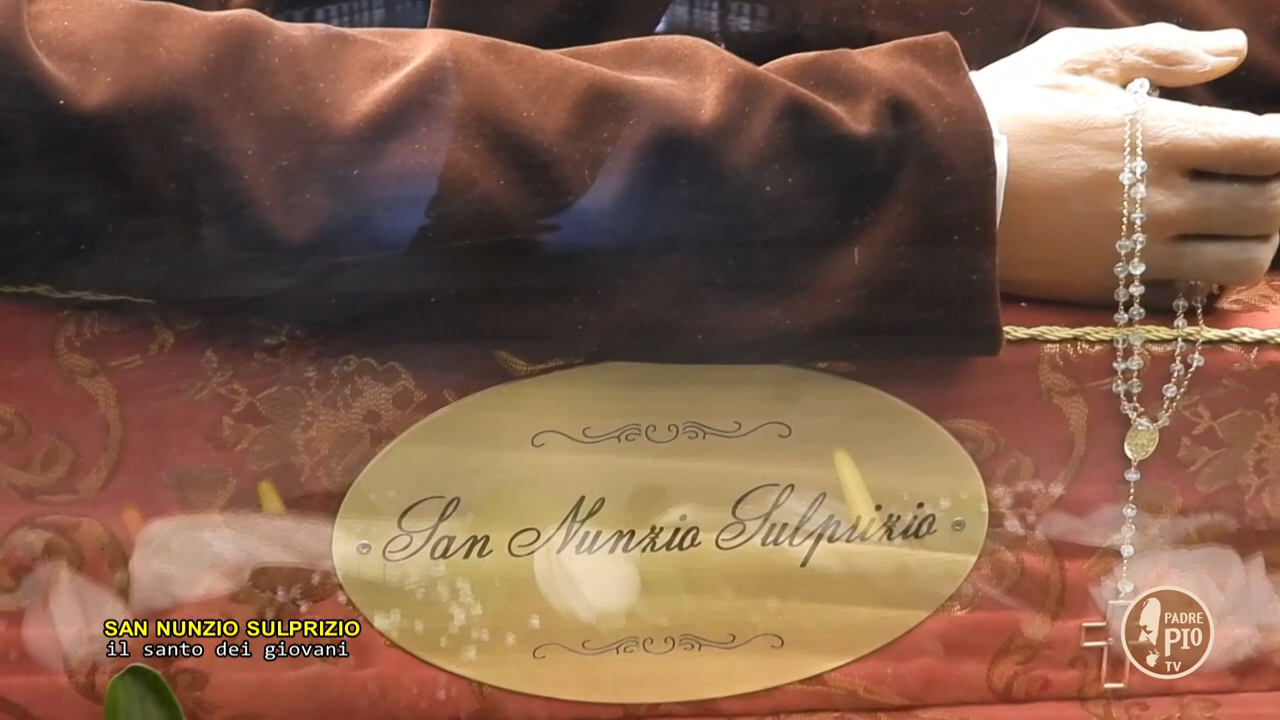 San Nunzio Sulprizio
SAN NUNZIO SULPRIZIO
il santo dei giovani
PADRE
PIO
TV